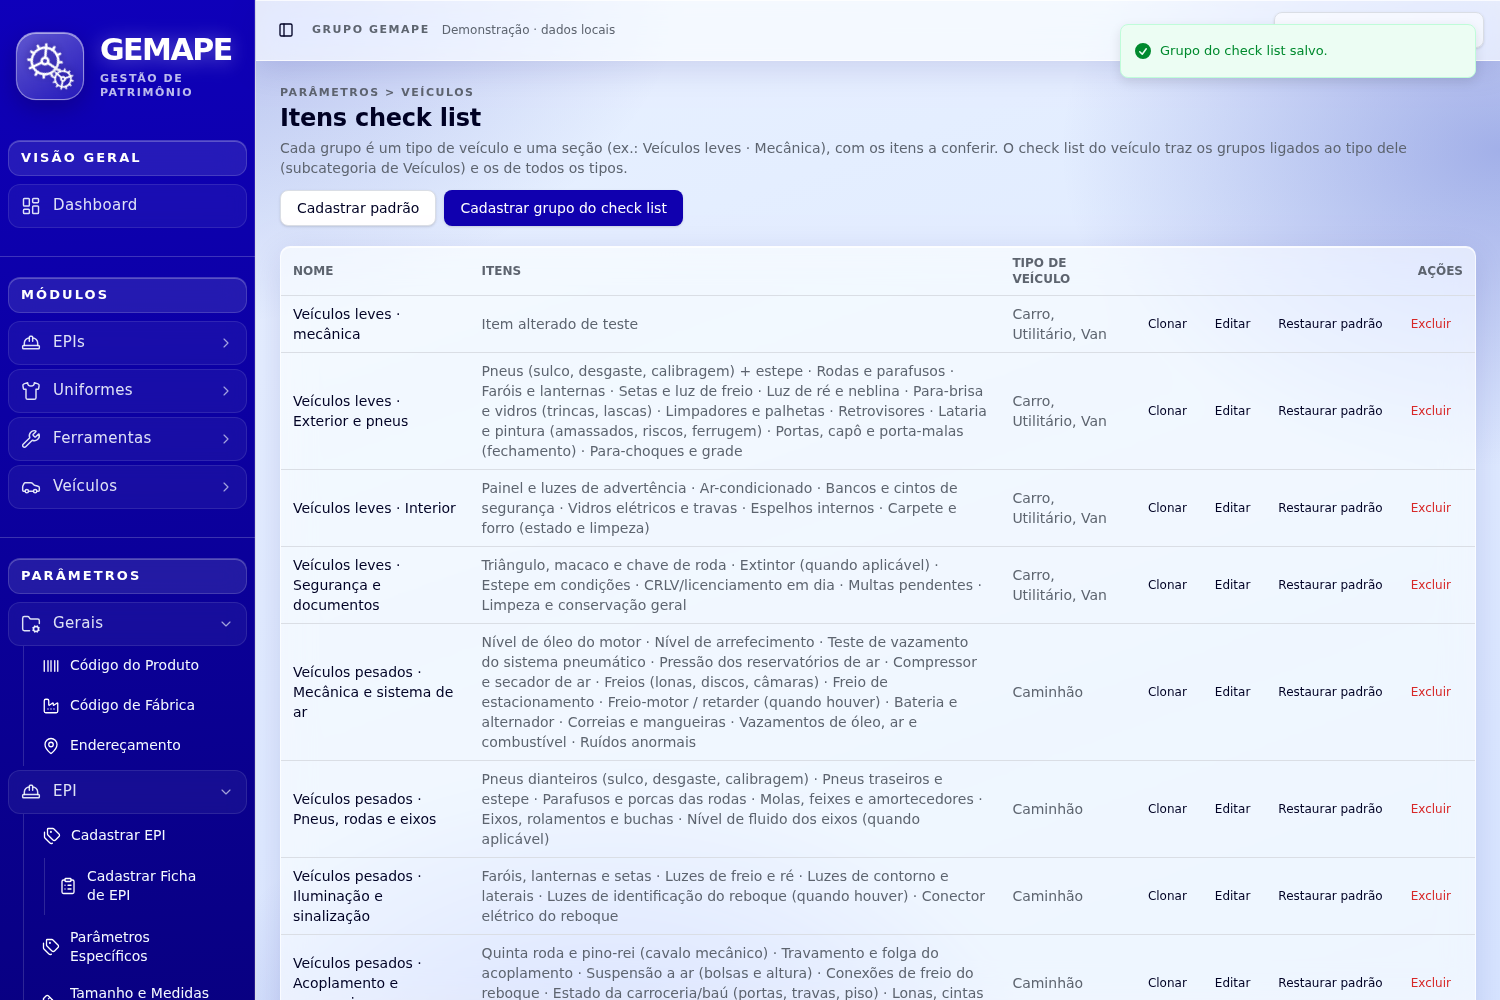 GEMAPE
GESTÃO DE
PATRIMÔNIO
VISÃO GERAL
Dashboard
MÓDULOS
EPIs
Uniformes
Ferramentas
Veículos
PARÂMETROS
Gerais
Código do Produto
Código de Fábrica
Endereçamento
EPI
Cadastrar EPI
Cadastrar Ficha
de EPI
Parâmetros
Específicos
Tamanho e Medidas
GRUPO GEMAPE Demonstração · dados locais
Grupo do check list salvo.
PARÂMETROS > VEÍCULOS
Itens check list
Cada grupo é um tipo de veículo e uma seção (ex.: Veículos leves · Mecânica), com os itens a conferir. O check list do veículo traz os grupos ligados ao tipo dele
(subcategoria de Veículos) e os de todos os tipos.
Cadastrar padrão Cadastrar grupo do check list
NOME ITENS TIPO DE
VEÍCULO AÇÕES
Veículos leves ·
mecânica
Item alterado de teste
Carro,
Utilitário, Van
Clonar Editar Restaurar padrão Excluir
Veículos leves ·
Exterior e pneus
Pneus (sulco, desgaste, calibragem) + estepe · Rodas e parafusos ·
Faróis e lanternas · Setas e luz de freio · Luz de ré e neblina · Para-brisa
e vidros (trincas, lascas) · Limpadores e palhetas · Retrovisores · Lataria
e pintura (amassados, riscos, ferrugem) · Portas, capô e porta-malas
(fechamento) · Para-choques e grade
Carro,
Utilitário, Van
Clonar Editar Restaurar padrão Excluir
Veículos leves · Interior
Painel e luzes de advertência · Ar-condicionado · Bancos e cintos de
segurança · Vidros elétricos e travas · Espelhos internos · Carpete e
forro (estado e limpeza)
Carro,
Utilitário, Van
Clonar Editar Restaurar padrão Excluir
Veículos leves ·
Segurança e
documentos
Triângulo, macaco e chave de roda · Extintor (quando aplicável) ·
Estepe em condições · CRLV/licenciamento em dia · Multas pendentes ·
Limpeza e conservação geral
Carro,
Utilitário, Van
Clonar Editar Restaurar padrão Excluir
Veículos pesados ·
Mecânica e sistema de
ar
Nível de óleo do motor · Nível de arrefecimento · Teste de vazamento
do sistema pneumático · Pressão dos reservatórios de ar · Compressor
e secador de ar · Freios (lonas, discos, câmaras) · Freio de
estacionamento · Freio-motor / retarder (quando houver) · Bateria e
alternador · Correias e mangueiras · Vazamentos de óleo, ar e
combustível · Ruídos anormais
Caminhão
Clonar Editar Restaurar padrão Excluir
Veículos pesados ·
Pneus, rodas e eixos
Pneus dianteiros (sulco, desgaste, calibragem) · Pneus traseiros e
estepe · Parafusos e porcas das rodas · Molas, feixes e amortecedores ·
Eixos, rolamentos e buchas · Nível de fluido dos eixos (quando
aplicável)
Caminhão
Clonar Editar Restaurar padrão Excluir
Veículos pesados ·
Iluminação e
sinalização
Faróis, lanternas e setas · Luzes de freio e ré · Luzes de contorno e
laterais · Luzes de identificação do reboque (quando houver) · Conector
elétrico do reboque
Caminhão
Clonar Editar Restaurar padrão Excluir
Veículos pesados ·
Acoplamento e
Quinta roda e pino-rei (cavalo mecânico) · Travamento e folga do
acoplamento · Suspensão a ar (bolsas e altura) · Conexões de freio do
reboque · Estado da carroceria/baú (portas, travas, piso) · Lonas, cintas
Caminhão
Clonar Editar Restaurar padrão Excluir